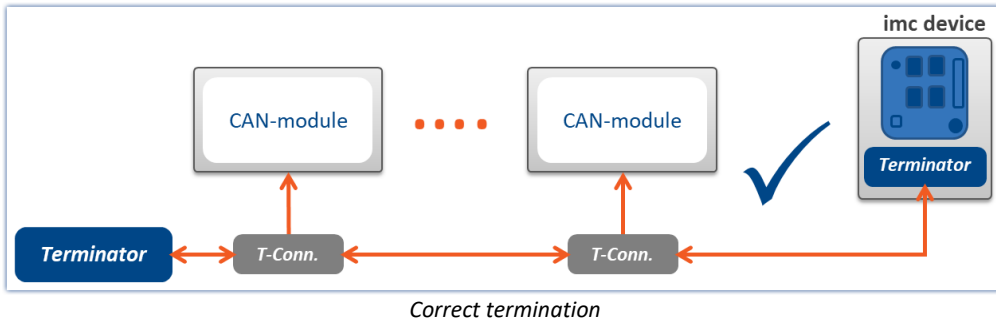 imc device
CAN-module
CAN-module
Terminator
Terminator
T-Conn.
T-Conn.
Correct termination